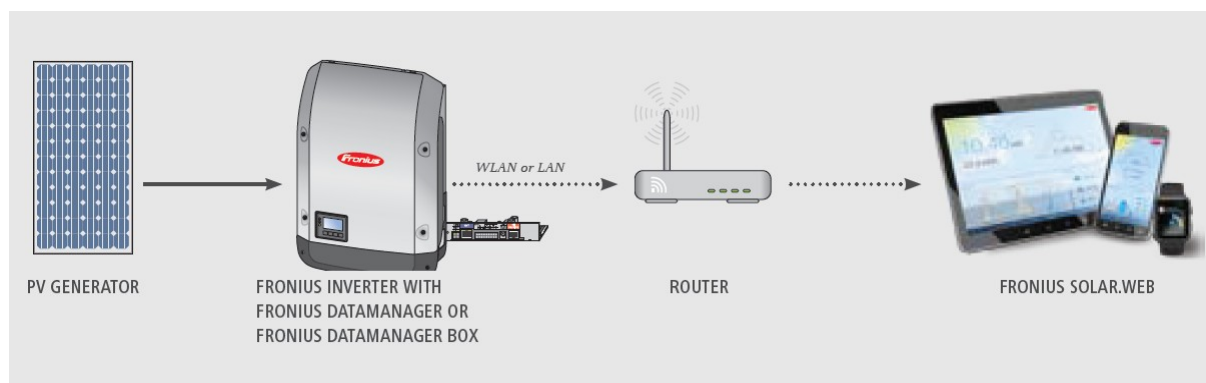 Fronius
WLAN or LAN
PV GENERATOR
FRONIUS INVERTER WITH
FRONIUS DATAMANAGER OR
FRONIUS DATAMANAGER BOX
ROUTER
FRONIUS SOLAR.WEB